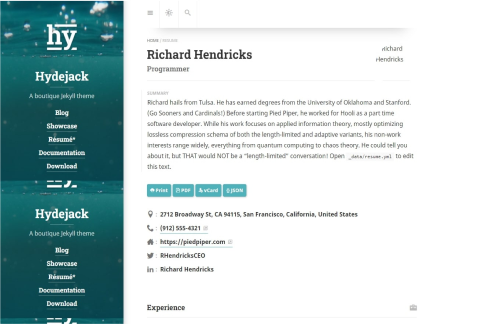 hy
Hydejack
A boutique Jekyll theme
Blog
Showcase
Résumé*
Documentation
Download
Hydejack
A boutique Jekyll theme
Blog
Showcase
Résumé*
Documentation
Download
HOME / RESUME
Richard Hendricks
Programmer
Richard
Hendricks
SUMMARY
Richard hails from Tulsa. He has earned degrees from the University of Oklahoma and Stanford.
(Go Sooners and Cardinals!) Before starting Pied Piper, he worked for Hooli as a part time
software developer. While his work focuses on applied information theory, mostly optimizing
lossless compression schema of both the length-limited and adaptive variants, his non-work
interests range widely, everything from quantum computing to chaos theory. He could tell you
about it, but THAT WOULD NOT BE a "length-limited" conversation! Open _data/resume.yml to edit
this text.
Print
PDF
vCard
{} JSON
: 2712 Broadway St, CA 94115, San Francisco, California, United States
: (912) 555-4321
: https://piedpiper.com
: RHendricksCEO
: Richard Hendricks
Experience